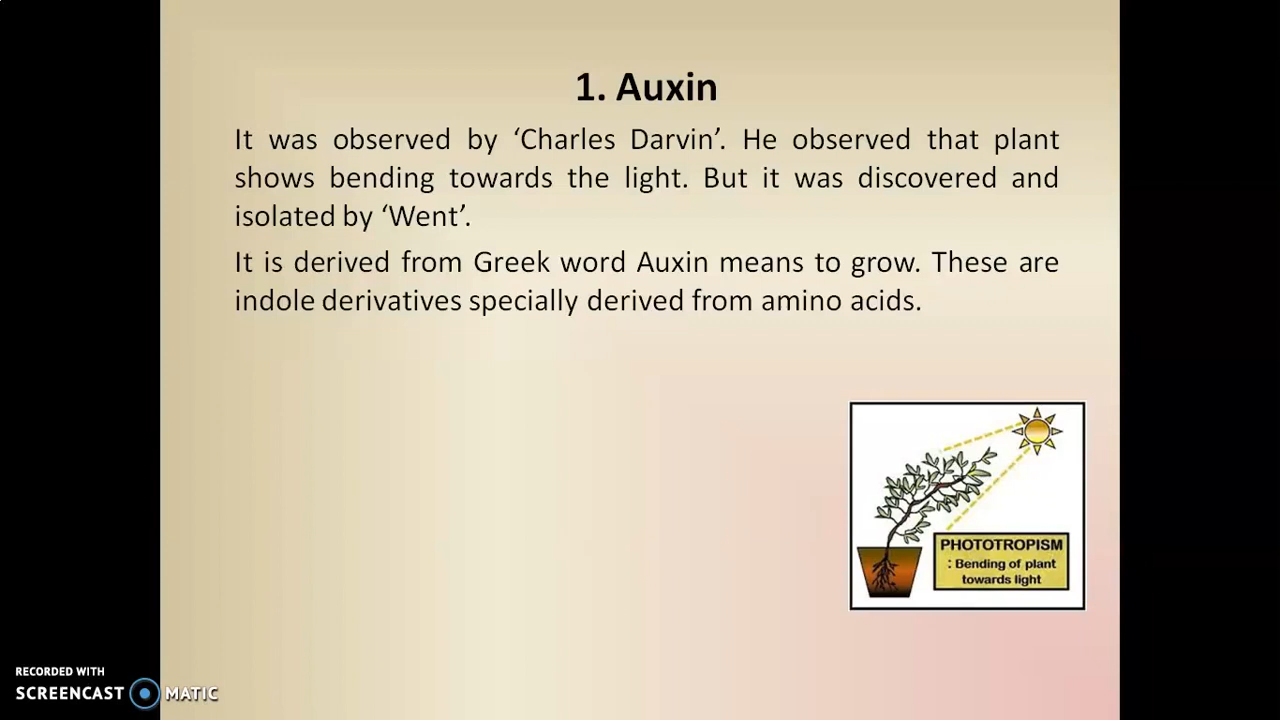 1. Auxin
It was observed by ‘Charles Darvin’. He observed that plant
shows bending towards the light. But it was discovered and
isolated by ‘Went’.
It is derived from Greek word Auxin means to grow. These are
indole derivatives specially derived from amino acids.
PHOTOTROPISM
: Bending of plant
towards light
RECORDED WITH
SCREENCAST MATIC